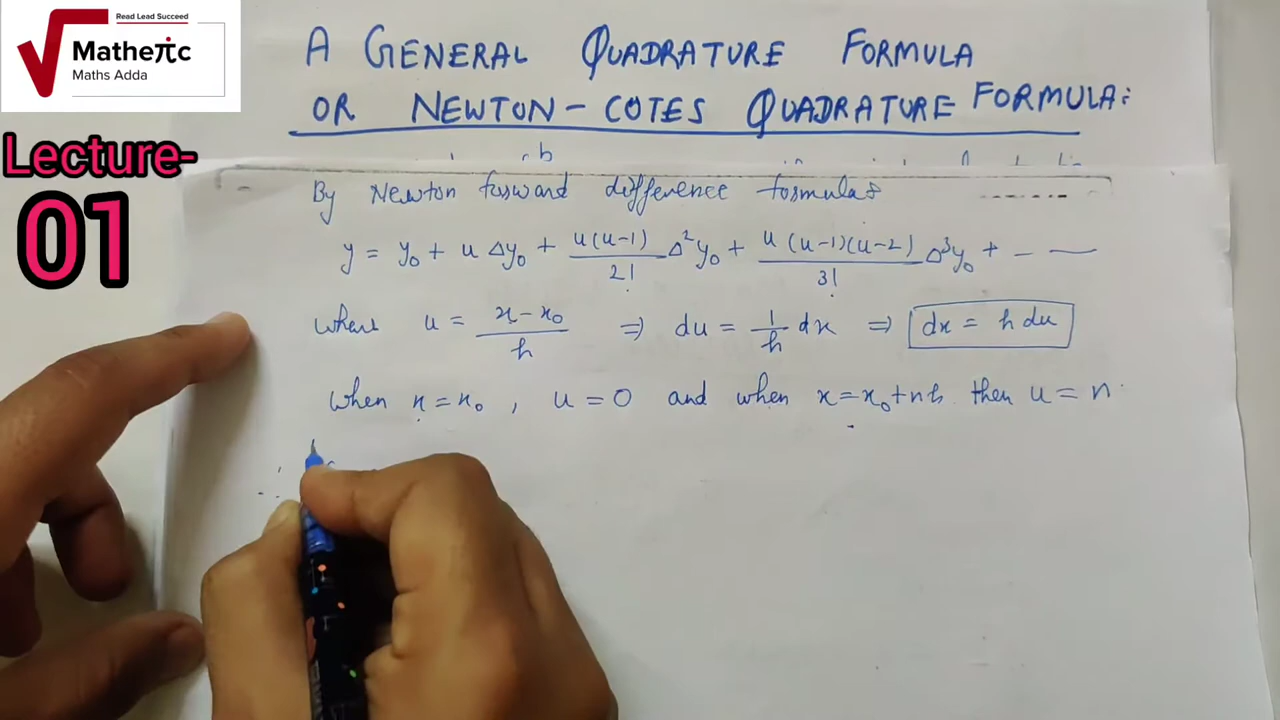 Read Lead Succeed
Matheπc
Maths Adda
Lecture-
01
A GENERAL QUADRATURE FORMULA
OR NEWTON-COTES QUADRATURE FORMULA:
b
By Newton forward difference formula:
y = y₀ + u Δy₀ + u(u-1)/2! Δ²y₀ + u(u-1)(u-2)/3! Δ³y₀ + - —
where u = x-x₀/h ⇒ du = 1/h dx ⇒ dx = h du
When x=x₀, u=0 and when x=x₀+nh then u=n